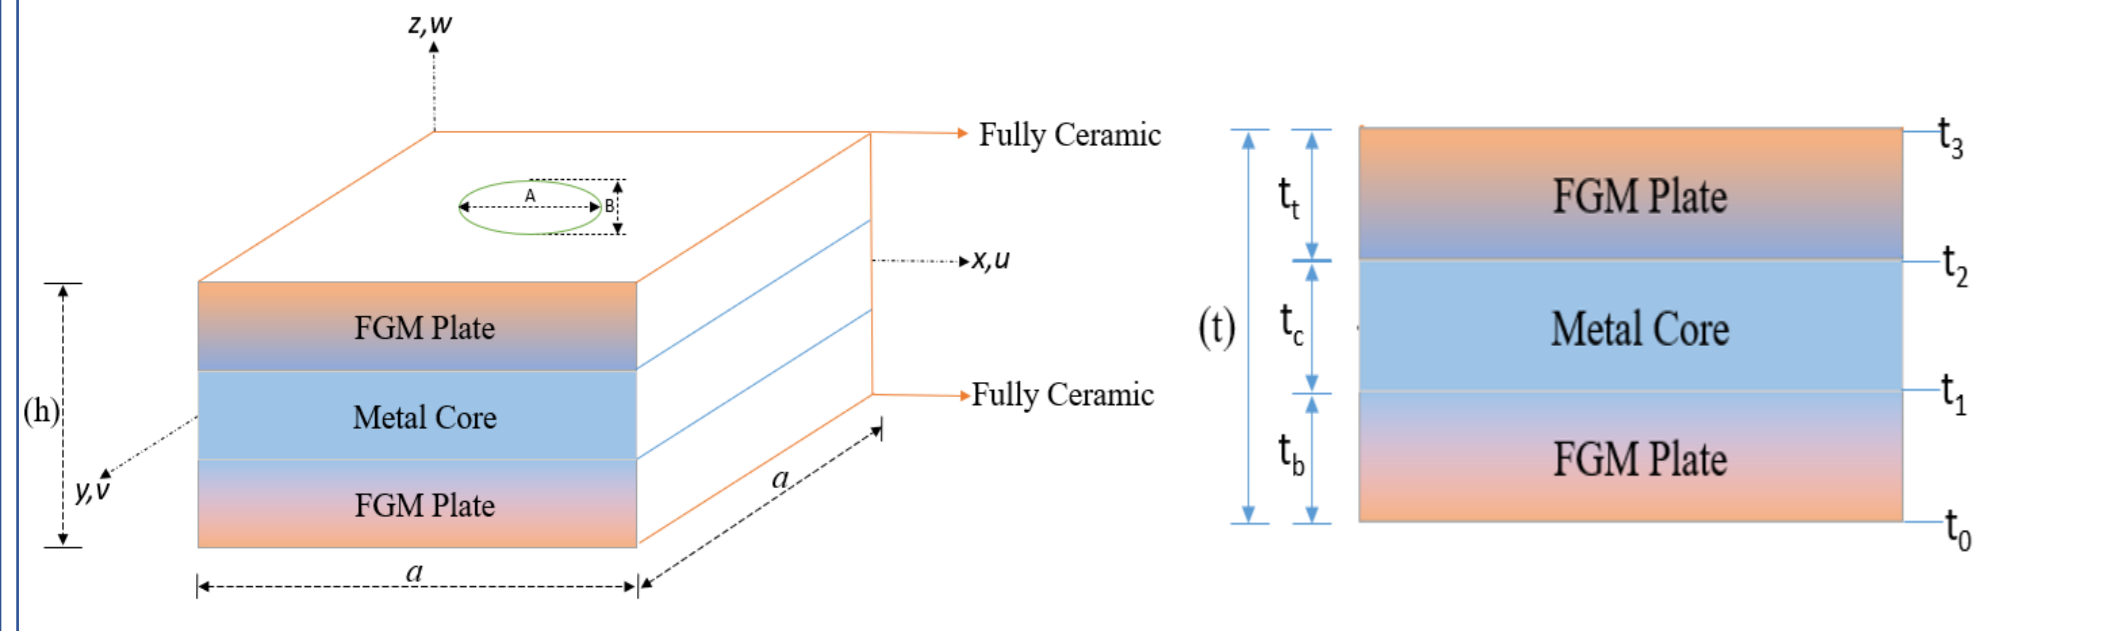 z,w
Fully Ceramic
A
B
x,u
FGM Plate
(h)
Metal Core
Fully Ceramic
y,v
FGM Plate
a
a
t3
FGM Plate
tt
t2
(t)
tc
Metal Core
t1
tb
FGM Plate
t0